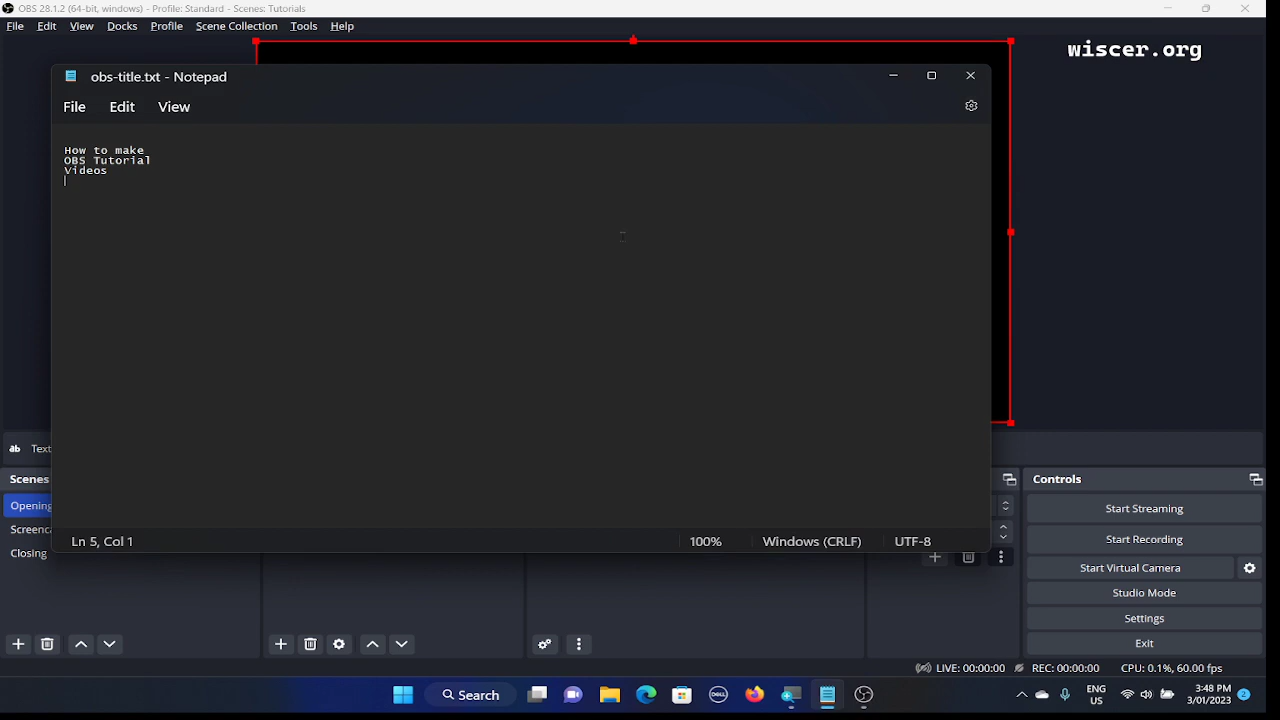 OBS 28.1.2 (64-bit, windows) - Profile: Standard - Scenes: Tutorials
File Edit View Docks Profile Scene Collection Tools Help
wiscer.org
obs-title.txt - Notepad
File Edit View
How to make
OBS Tutorial
Videos
Ln 5, Col 1 100% Windows (CRLF) UTF-8
ab Text
Scenes
Opening
Screenca
Closing
Controls
Start Streaming
Start Recording
Start Virtual Camera
Studio Mode
Settings
Exit
LIVE: 00:00:00 REC: 00:00:00 CPU: 0.1%, 60.00 fps
Search
DELL
ENG
US
3:48 PM
3/01/2023
2